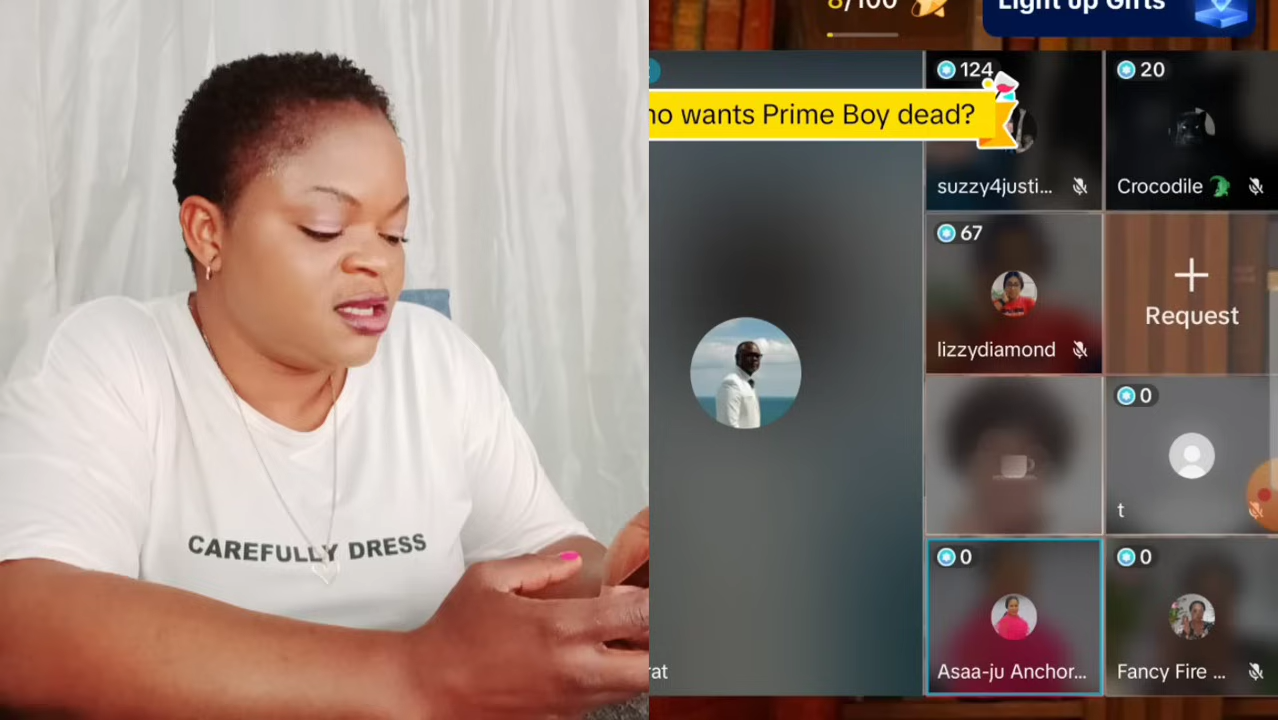 8/100
Light up Gifts
124
20
ho wants Prime Boy dead?
suzzy4justi...
Crocodile 🐊
67
+
Request
lizzydiamond
0
t
CAREFULLY DRESS
0
0
rat
Asaa-ju Anchor...
Fancy Fire ...